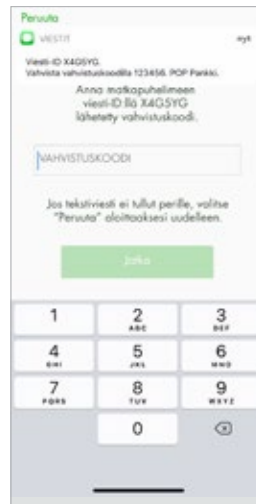 Peruuta
VIESTIT
nyt
Viesti-ID X4G5YG.
Vahvista vahvistuskoodilla 123456. POP Pankki.
Anna matkapuhelimeen
viesti-ID:llä X4G5YG
lähetetty vahvistuskoodi.
VAHVISTUSKOODI
Jos tekstiviesti ei tullut perille, valitse
"Peruuta" aloittaaksesi uudelleen.
Jatka
1 2 3
ABC DEF
4 5 6
GHI JKL MNO
7 8 9
PQRS TUV WXYZ
0